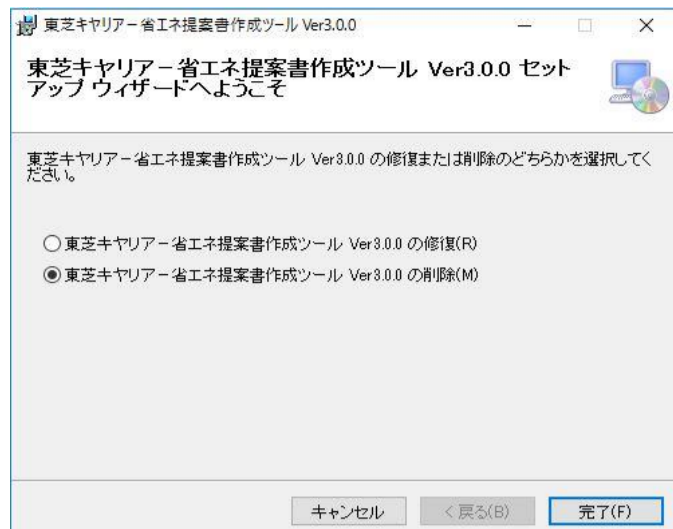 東芝キヤリアー省エネ提案書作成ツール Ver3.0.0
東芝キヤリアー省エネ提案書作成ツール Ver3.0.0 セット
アップ ウィザードへようこそ
東芝キヤリアー省エネ提案書作成ツール Ver3.0.0 の修復または削除のどちらかを選択してく
ださい。
東芝キヤリアー省エネ提案書作成ツール Ver3.0.0 の修復(R)
東芝キヤリアー省エネ提案書作成ツール Ver3.0.0 の削除(M)
キャンセル
< 戻る(B)
完了(F)